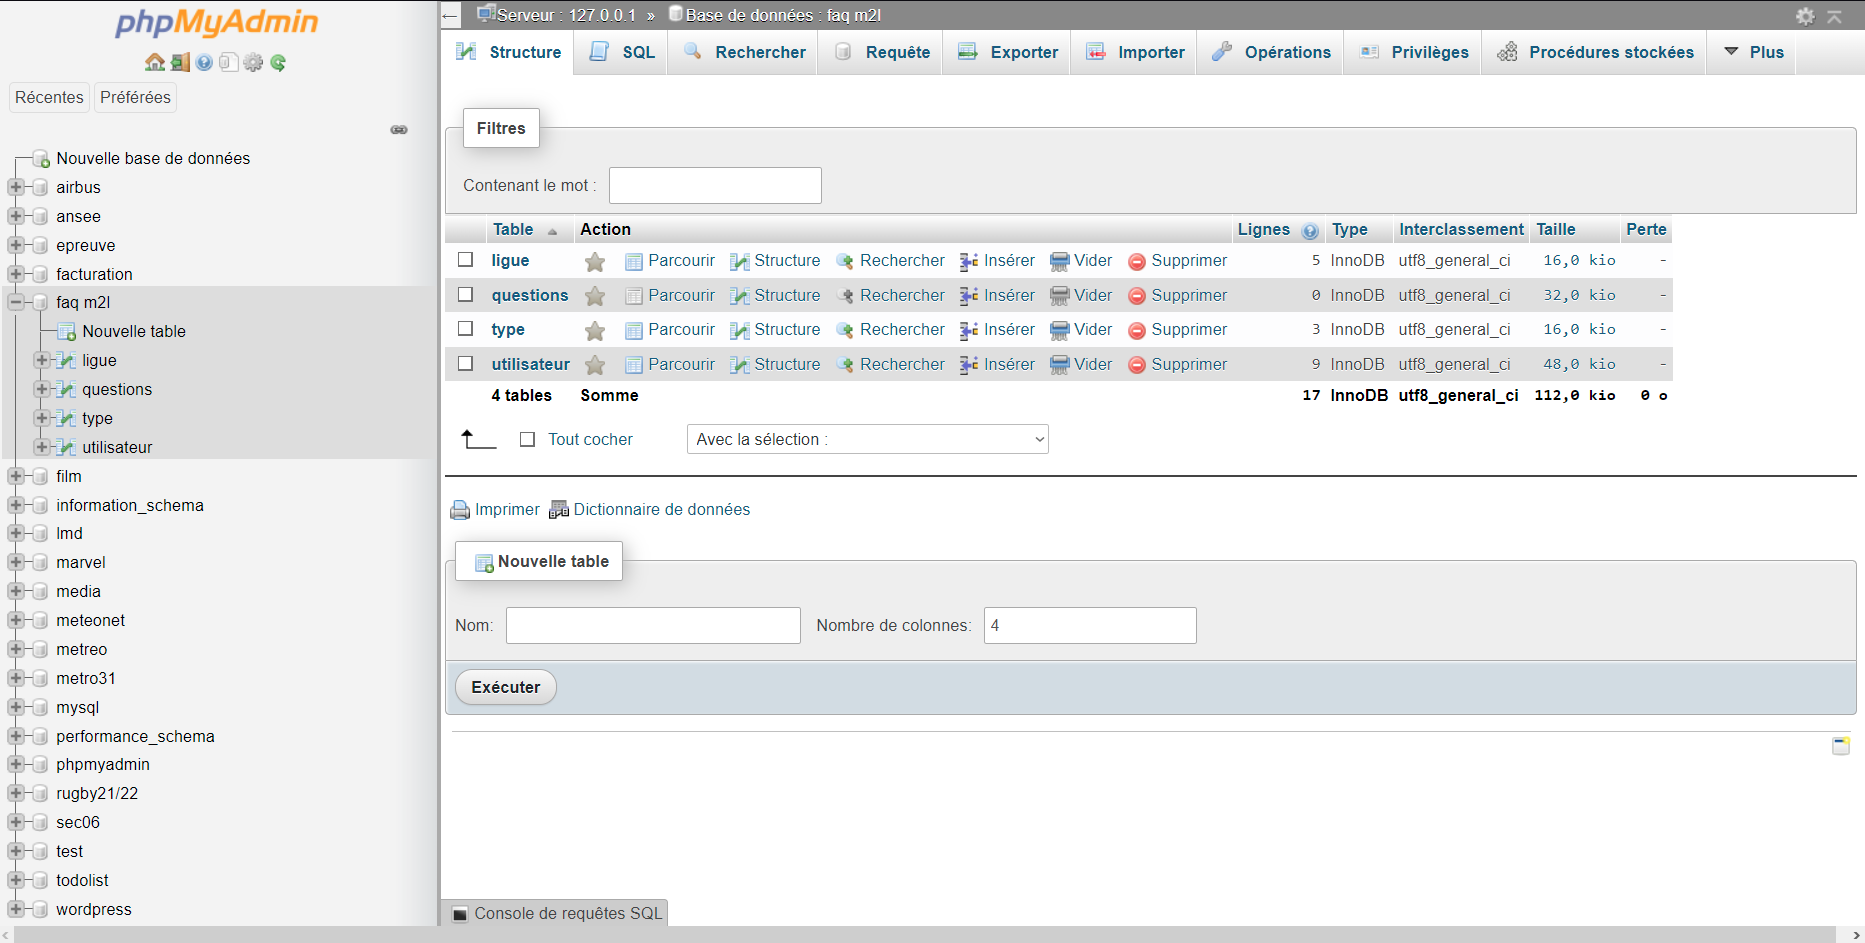 phpMyAdmin
Récentes Préférées
Nouvelle base de données
airbus
ansee
epreuve
facturation
faq m2l
Nouvelle table
ligue
questions
type
utilisateur
film
information_schema
lmd
marvel
media
meteonet
metreo
metro31
mysql
performance_schema
phpmyadmin
rugby21/22
sec06
test
todolist
wordpress
← Serveur : 127.0.0.1 » Base de données : faq m2l
Structure SQL Rechercher Requête Exporter Importer Opérations Privilèges Procédures stockées Plus
Filtres
Contenant le mot :
Table Action Lignes Type Interclassement Taille Perte
ligue Parcourir Structure Rechercher Insérer Vider Supprimer 5 InnoDB utf8_general_ci 16,0 kio -
questions Parcourir Structure Rechercher Insérer Vider Supprimer 0 InnoDB utf8_general_ci 32,0 kio -
type Parcourir Structure Rechercher Insérer Vider Supprimer 3 InnoDB utf8_general_ci 16,0 kio -
utilisateur Parcourir Structure Rechercher Insérer Vider Supprimer 9 InnoDB utf8_general_ci 48,0 kio -
4 tables Somme 17 InnoDB utf8_general_ci 112,0 kio 0 o
Tout cocher Avec la sélection :
Imprimer Dictionnaire de données
Nouvelle table
Nom: Nombre de colonnes: 4
Exécuter
Console de requêtes SQL